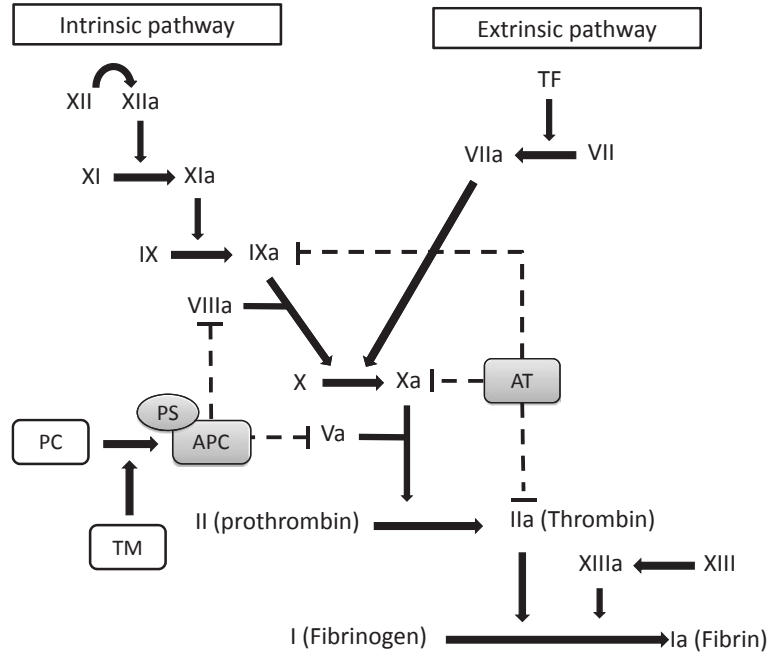 Intrinsic pathway
Extrinsic pathway
TF
XII XIIa
VIIa VII
XI XIa
IX IXa
VIIIa
X Xa AT
PS
PC APC Va
II (prothrombin) IIa (Thrombin)
TM
XIIIa XIII
I (Fibrinogen) Ia (Fibrin)